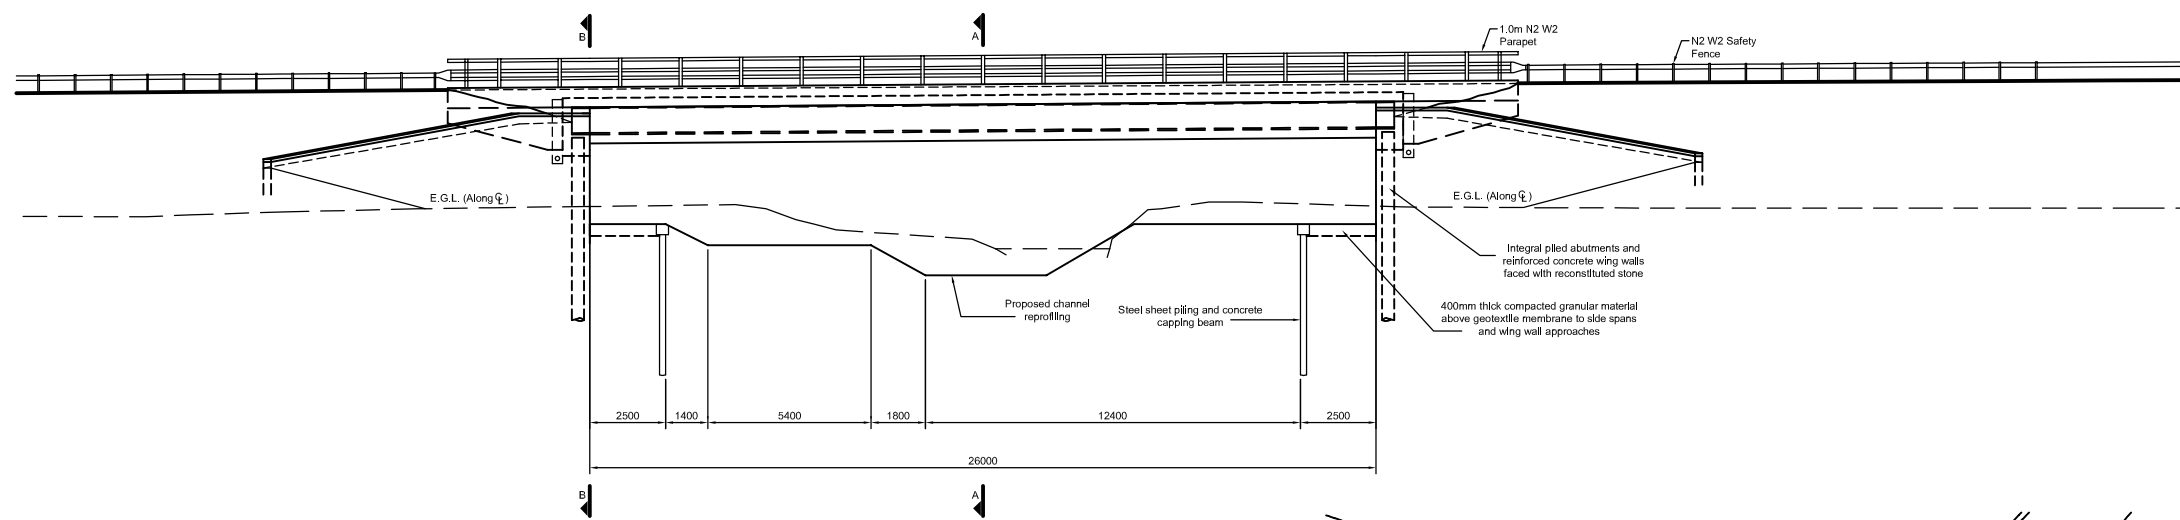 B
A
1.0m N2 W2
Parapet
N2 W2 Safety
Fence
E.G.L. (Along ℄)
E.G.L. (Along ℄)
Integral piled abutments and
reinforced concrete wing walls
faced with reconstituted stone
Proposed channel
reprofiling
Steel sheet piling and concrete
capping beam
400mm thick compacted granular material
above geotextile membrane to side spans
and wing wall approaches
2500
1400
5400
1800
12400
2500
26000
B
A